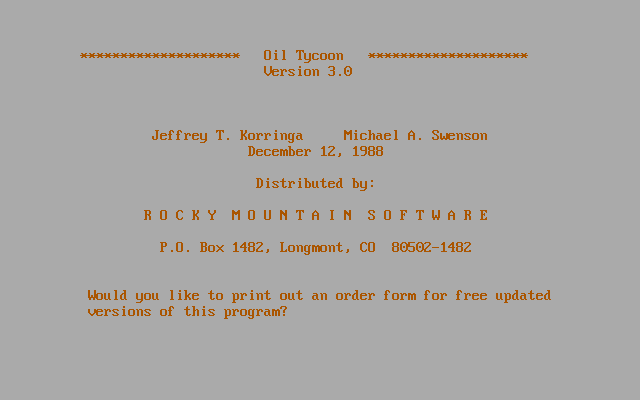 ******************** Oil Tycoon ********************
Version 3.0
Jeffrey T. Korringa Michael A. Swenson
December 12, 1988
Distributed by:
R O C K Y M O U N T A I N S O F T W A R E
P.O. Box 1482, Longmont, CO 80502-1482
Would you like to print out an order form for free updated
versions of this program?